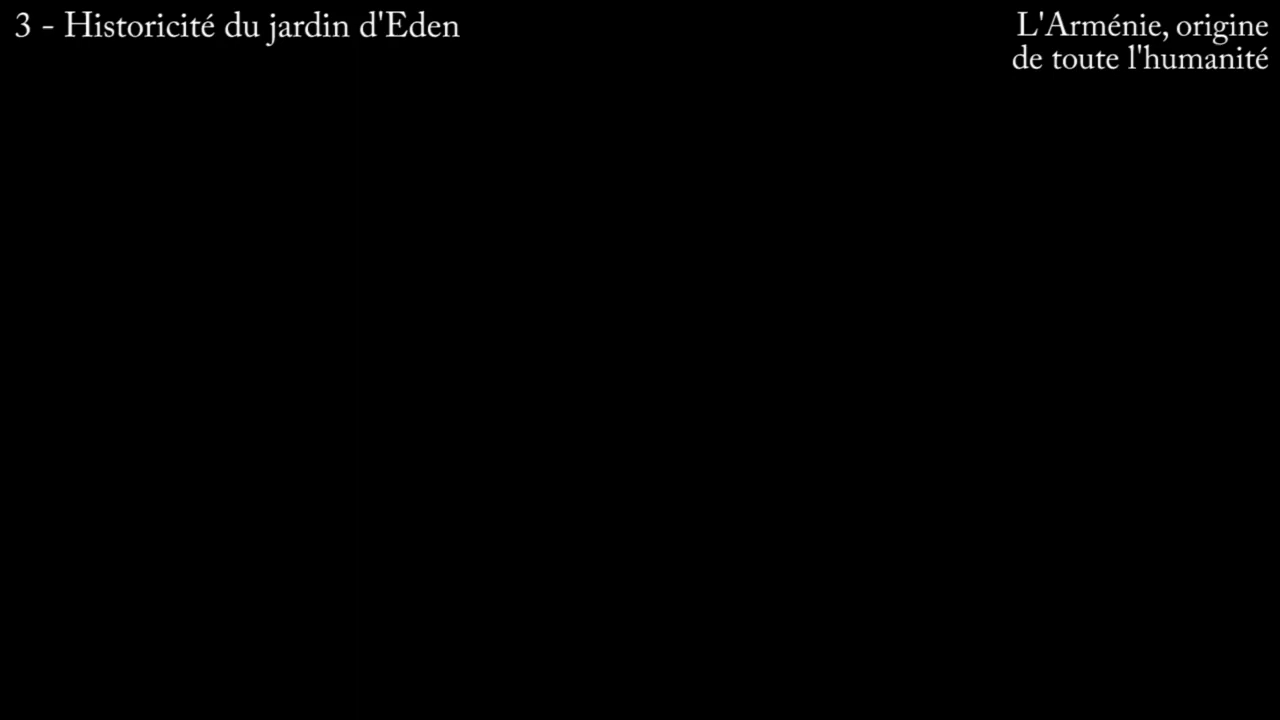 3 - Historicité du jardin d'Eden
L'Arménie, origine
de toute l'humanité